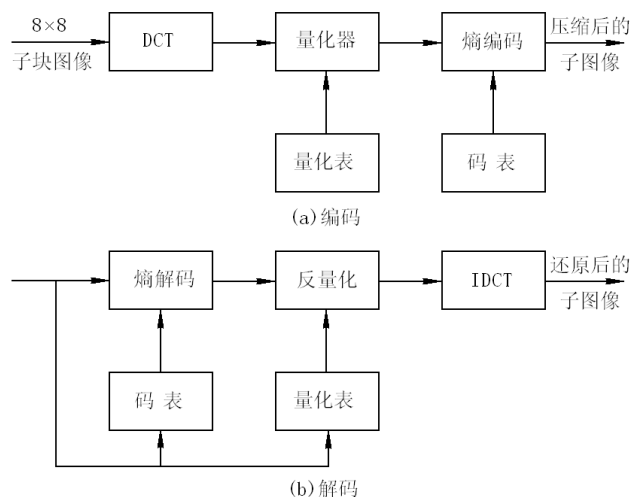 8×8
子块图像
DCT
量化器
熵编码
压缩后的
子图像
量化表
码 表
(a)编码
熵解码
反量化
IDCT
还原后的
子图像
码 表
量化表
(b)解码